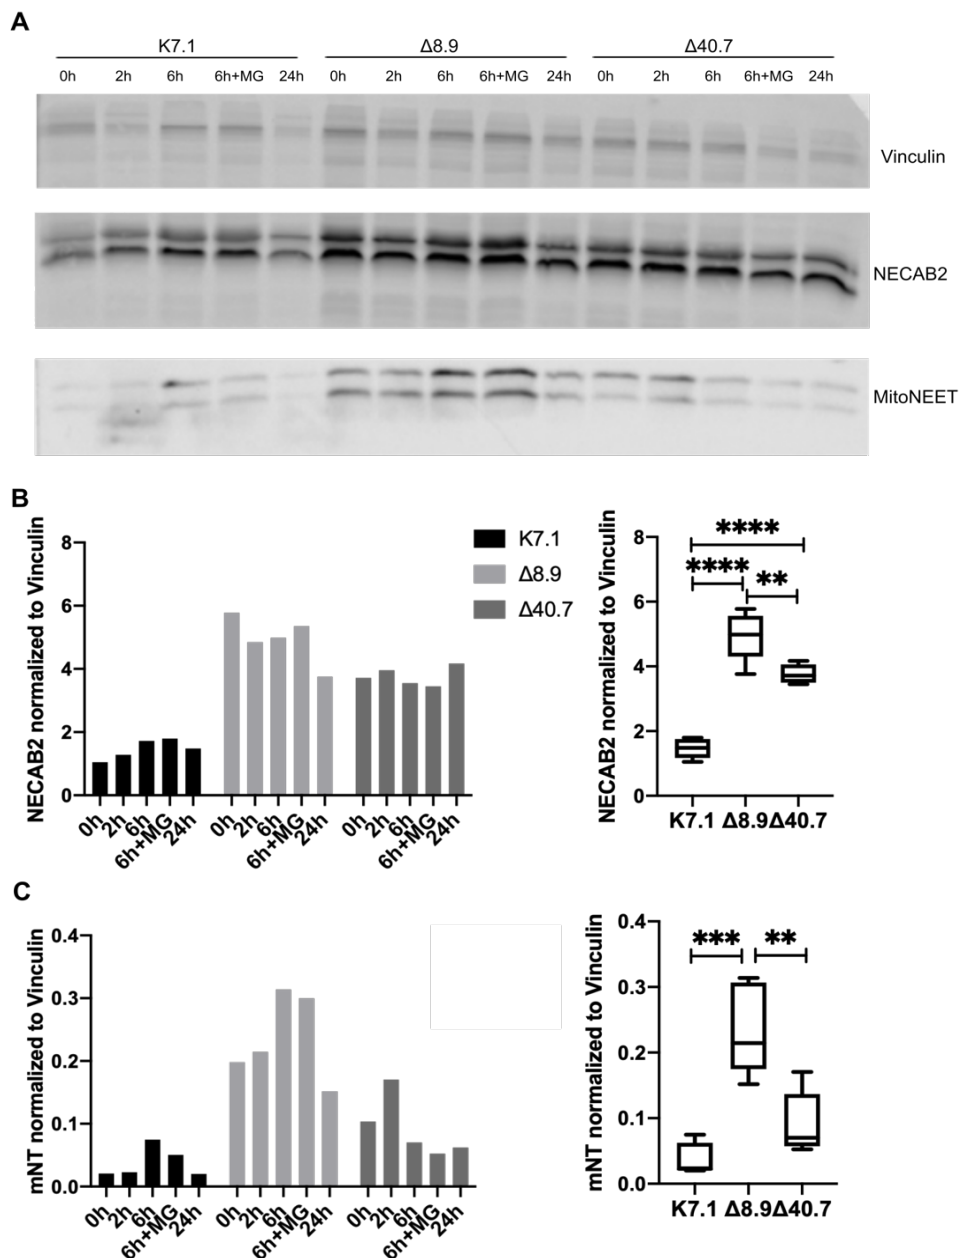 A
K7.1 Δ8.9 Δ40.7
0h 2h 6h 6h+MG 24h 0h 2h 6h 6h+MG 24h 0h 2h 6h 6h+MG 24h
Vinculin
NECAB2
MitoNEET
B
NECAB2 normalized to Vinculin
8
6
4
2
0
0h 2h 6h 6h+MG 24h 0h 2h 6h 6h+MG 24h 0h 2h 6h 6h+MG 24h
K7.1
Δ8.9
Δ40.7
NECAB2 normalized to Vinculin
8
6
4
2
0
****
**** **
K7.1 Δ8.9 Δ40.7
C
mNT normalized to Vinculin
0.4
0.3
0.2
0.1
0.0
0h 2h 6h 6h+MG 24h 0h 2h 6h 6h+MG 24h 0h 2h 6h 6h+MG 24h
mNT normalized to Vinculin
0.4
0.3
0.2
0.1
0.0
*** **
K7.1 Δ8.9 Δ40.7